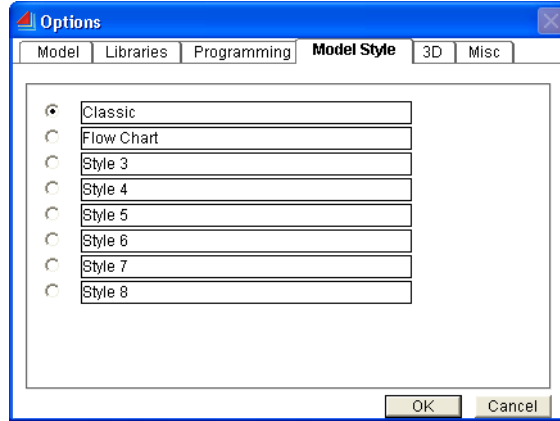 Options
Model Libraries Programming Model Style 3D Misc
Classic
Flow Chart
Style 3
Style 4
Style 5
Style 6
Style 7
Style 8
OK Cancel